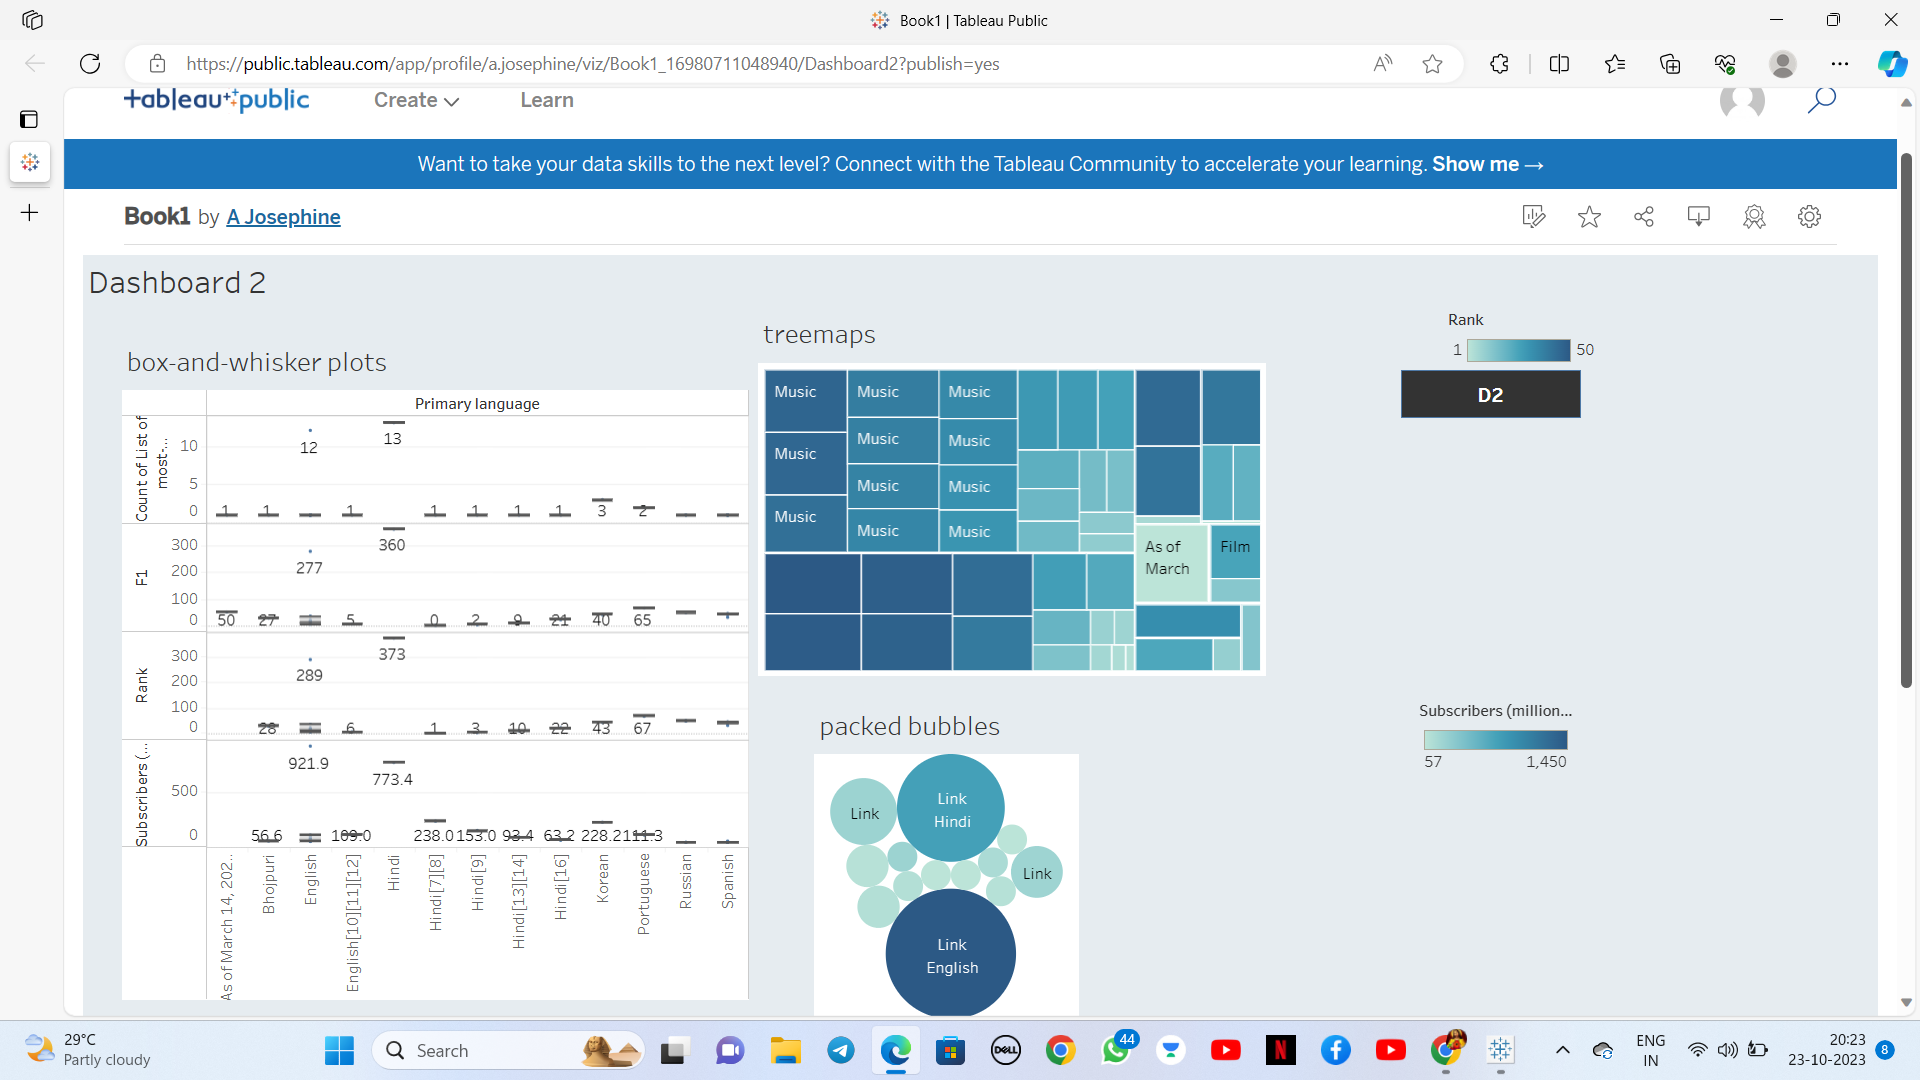 Book1 | Tableau Public
https://public.tableau.com/app/profile/a.josephine/viz/Book1_16980711048940/Dashboard2?publish=yes
tableau public
Create
Learn
Want to take your data skills to the next level? Connect with the Tableau Community to accelerate your learning. Show me →
Book1 by A Josephine
Dashboard 2
box-and-whisker plots
Primary language
Count of List of most-...
10
5
0
12
13
1 1 1 1 1 1 1 3 2
F1
300
200
100
0
277
360
50 27 5 0 2 9 21 40 65
Rank
300
200
100
0
289
373
28 6 1 3 10 22 43 67
Subscribers (...
500
0
921.9
773.4
56.6 109.0 238.0 153.0 93.4 63.2 228.2 111.3
As of March 14, 202..
Bhojpuri
English
English[10][11][12]
Hindi
Hindi[7][8]
Hindi[9]
Hindi[13][14]
Hindi[16]
Korean
Portuguese
Russian
Spanish
treemaps
Music Music Music
Music Music Music
Music Music Music
Music Music
As of March
Film
packed bubbles
Link
Link
Hindi
Link
Link
English
Rank
1 50
D2
Subscribers (million...
57 1,450
29°C
Partly cloudy
Search
DELL
44
N
ENG
IN
20:23
23-10-2023
8